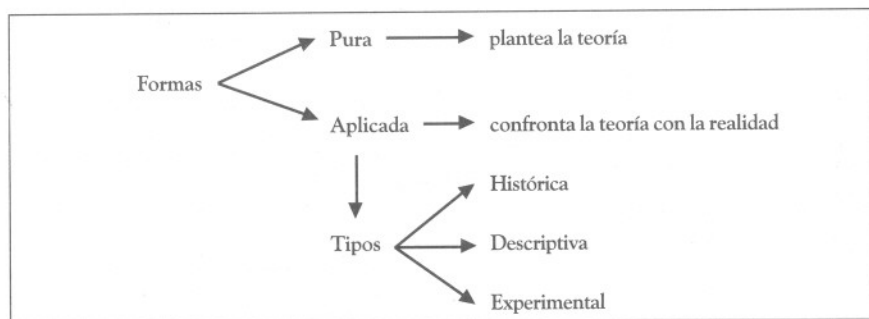 Pura
plantea la teoría
Formas
Aplicada
confronta la teoría con la realidad
Histórica
Tipos
Descriptiva
Experimental